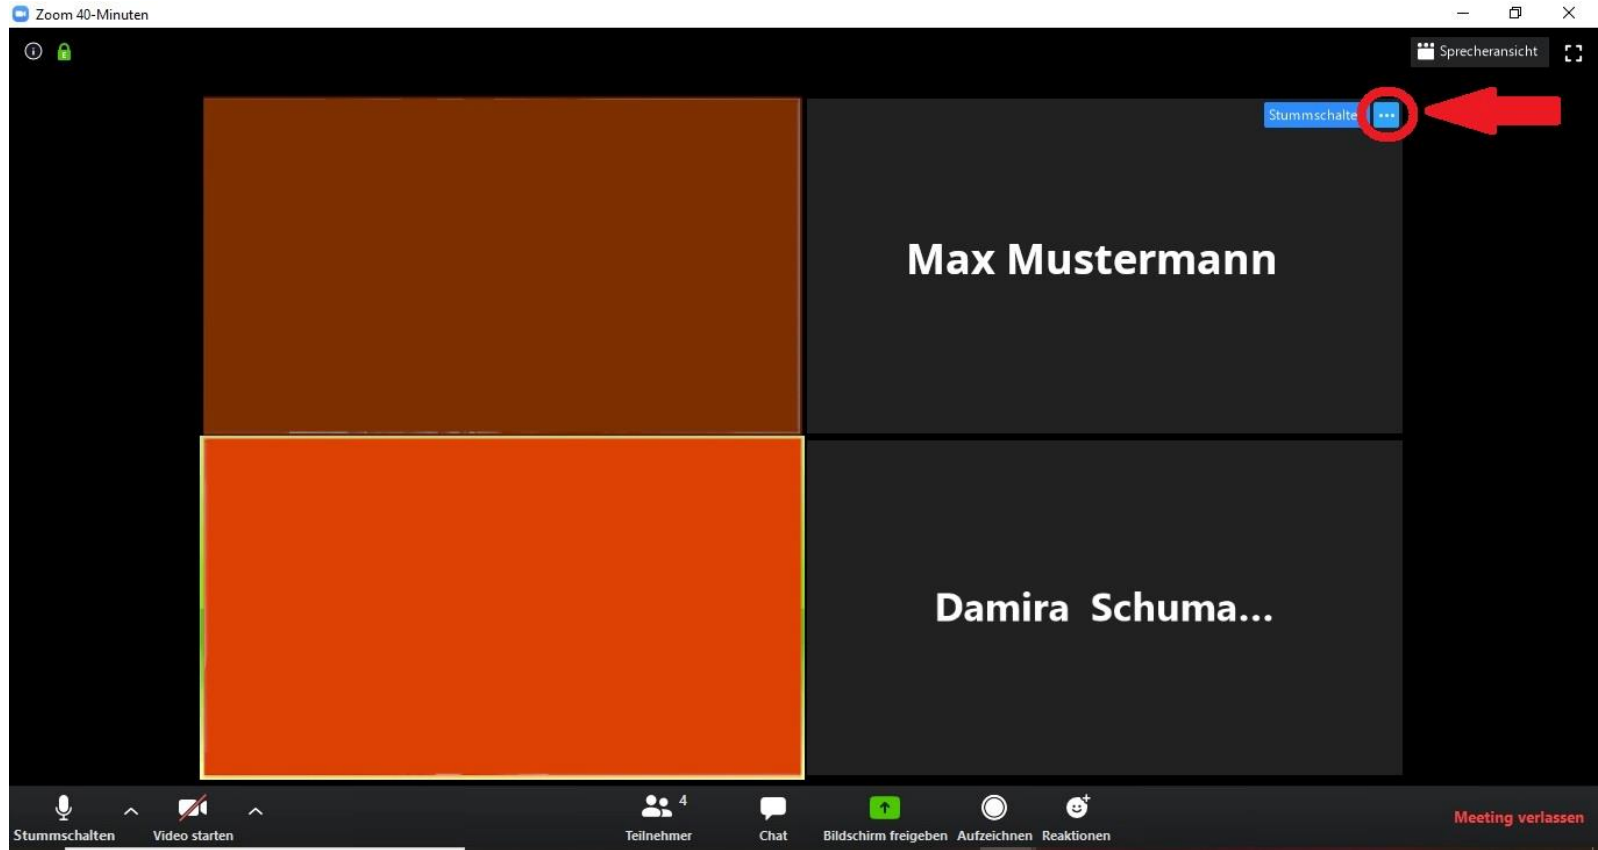 Zoom 40-Minuten
Sprecheransicht
Stummschalte
Max Mustermann
Damira Schuma...
4
Stummschalten Video starten Teilnehmer Chat Bildschirm freigeben Aufzeichnen Reaktionen Meeting verlassen